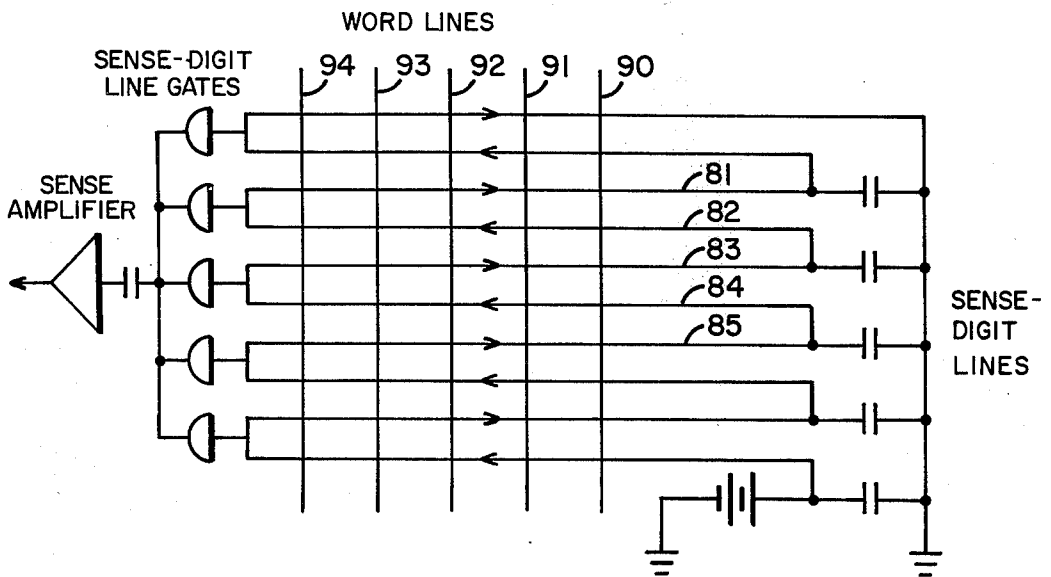 WORD LINES
SENSE-DIGIT
LINE GATES
94 93 92 91 90
SENSE
AMPLIFIER
81
82
83
84
85
SENSE-
DIGIT
LINES